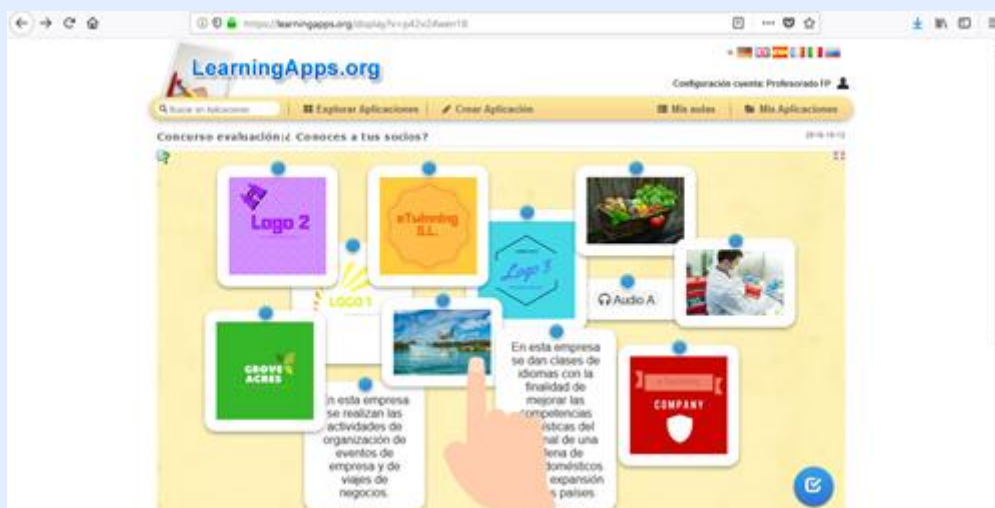 LearningApps.org
Configuración cuenta: Profesorado FP
Explorar Aplicaciones
Crear Aplicación
Mis aulas
Mis Aplicaciones
Concurso evaluación:¿ Conoces a tus socios?
Logo 2
eTwinning
S.L.
LOGO 1
Logo 3
Audio A
GROVE
ACRES
COMPANY
En esta empresa
se realizan las
actividades de
organización de
eventos de
empresa y de
viajes de
negocios.
En esta empresa
se dan clases de
idiomas con la
finalidad de
mejorar las
competencias
ísticas del
nal de una
ena de
domésticos
expansión
s países